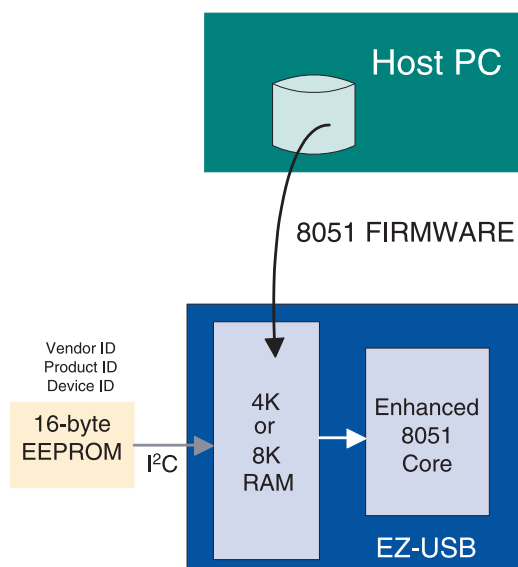 Host PC
8051 FIRMWARE
Vendor ID
Product ID
Device ID
16-byte
EEPROM
I²C
4K
or
8K
RAM
Enhanced
8051
Core
EZ-USB